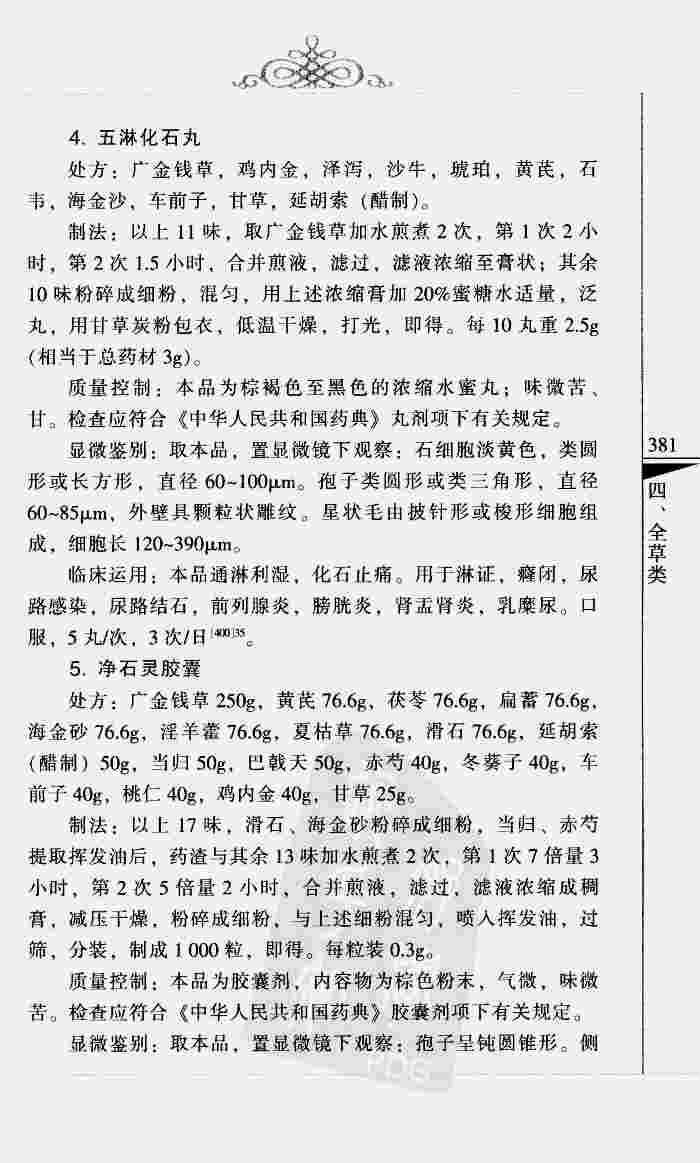 4. 五淋化石丸
处方：广金钱草，鸡内金，泽泻，沙牛，琥珀，黄芪，石
韦，海金沙，车前子，甘草，延胡索（醋制）。
制法：以上 11 味，取广金钱草加水煎煮 2 次，第 1 次 2 小
时，第 2 次 1.5 小时，合并煎液，滤过，滤液浓缩至膏状；其余
10 味粉碎成细粉，混匀，用上述浓缩膏加 20%蜜糖水适量，泛
丸，用甘草炭粉包衣，低温干燥，打光，即得。每 10 丸重 2.5g
(相当于总药材 3g)。
质量控制：本品为棕褐色至黑色的浓缩水蜜丸；味微苦、
甘。检查应符合《中华人民共和国药典》丸剂项下有关规定。
显微鉴别：取本品，置显微镜下观察：石细胞淡黄色，类圆
形或长方形，直径 60~100μm。孢子类圆形或类三角形，直径
60~85μm，外壁具颗粒状雕纹。星状毛由披针形或梭形细胞组
成，细胞长 120~390μm。
临床运用：本品通淋利湿，化石止痛。用于淋证，癃闭，尿
路感染，尿路结石，前列腺炎，膀胱炎，肾盂肾炎，乳糜尿。口
服，5 丸/次，3 次/日[400]35。
5. 净石灵胶囊
处方：广金钱草 250g，黄芪 76.6g，茯苓 76.6g，扁蓄 76.6g，
海金砂 76.6g，淫羊藿 76.6g，夏枯草 76.6g，滑石 76.6g，延胡索
(醋制) 50g，当归 50g，巴戟天 50g，赤芍 40g，冬葵子 40g，车
前子 40g，桃仁 40g，鸡内金 40g，甘草 25g。
制法：以上 17 味，滑石、海金砂粉碎成细粉，当归、赤芍
提取挥发油后，药渣与其余 13 味加水煎煮 2 次，第 1 次 7 倍量 3
小时，第 2 次 5 倍量 2 小时，合并煎液，滤过，滤液浓缩成稠
膏，减压干燥，粉碎成细粉，与上述细粉混匀，喷入挥发油，过
筛，分装，制成 1 000 粒，即得。每粒装 0.3g。
质量控制：本品为胶囊剂，内容物为棕色粉末，气微，味微
苦。检查应符合《中华人民共和国药典》胶囊剂项下有关规定。
显微鉴别：取本品，置显微镜下观察：孢子呈钝圆锥形。侧
381
四、全草类